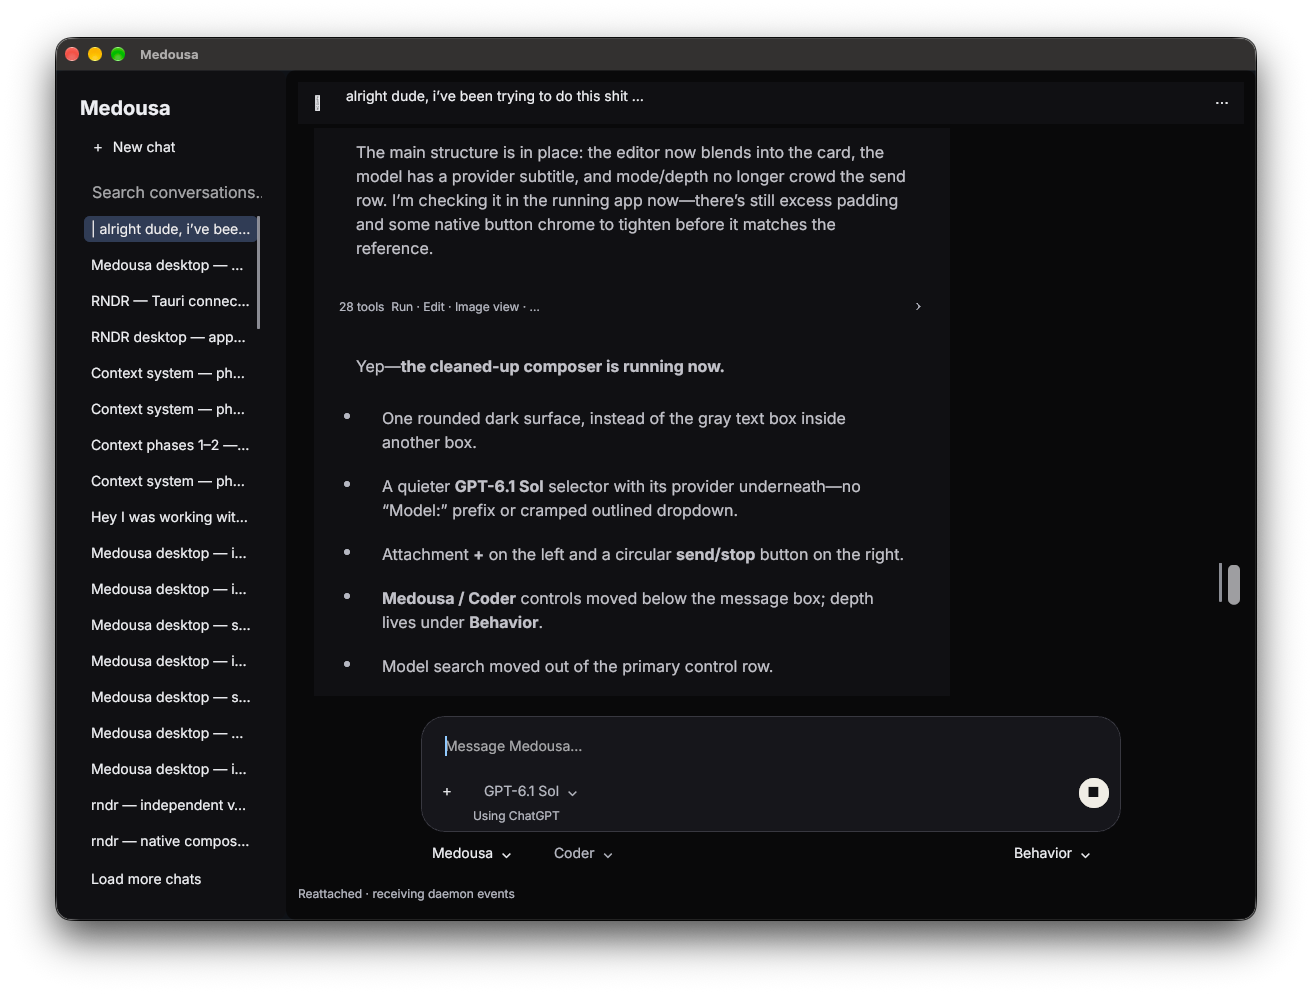 Medousa
Medousa
+ New chat
Search conversations..
alright dude, i’ve bee...
Medousa desktop — ...
RNDR — Tauri connec...
RNDR desktop — app...
Context system — ph...
Context system — ph...
Context phases 1–2 —...
Context system — ph...
Hey I was working wit...
Medousa desktop — i...
Medousa desktop — i...
Medousa desktop — s...
Medousa desktop — i...
Medousa desktop — s...
Medousa desktop — ...
Medousa desktop — i...
rndr — independent v...
rndr — native compos...
Load more chats
alright dude, i’ve been trying to do this shit ...
...
The main structure is in place: the editor now blends into the card, the
model has a provider subtitle, and mode/depth no longer crowd the send
row. I’m checking it in the running app now—there’s still excess padding
and some native button chrome to tighten before it matches the
reference.
28 tools Run · Edit · Image view · ...
Yep—the cleaned-up composer is running now.
• One rounded dark surface, instead of the gray text box inside
another box.
• A quieter GPT-6.1 Sol selector with its provider underneath—no
“Model:” prefix or cramped outlined dropdown.
• Attachment + on the left and a circular send/stop button on the right.
• Medousa / Coder controls moved below the message box; depth
lives under Behavior.
• Model search moved out of the primary control row.
Message Medousa...
+ GPT-6.1 Sol
Using ChatGPT
Medousa Coder Behavior
Reattached · receiving daemon events